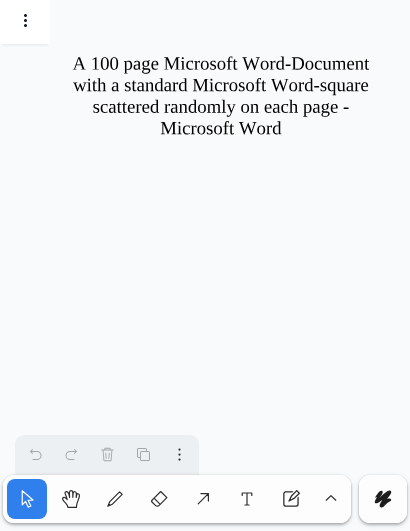 A 100 page Microsoft Word-Document
with a standard Microsoft Word-square
scattered randomly on each page -
Microsoft Word